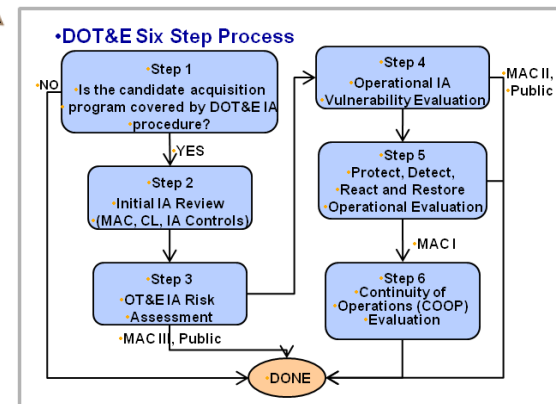 •DOT&E Six Step Process
•Step 1
•Is the candidate acquisition
•program covered by DOT&E IA
•procedure?
•NO
•YES
•Step 2
•Initial IA Review
•(MAC, CL, IA Controls)
•Step 3
•OT&E IA Risk
•Assessment
•MAC III, Public
•Step 4
•Operational IA
•Vulnerability Evaluation
•MAC II,
•Public
•Step 5
•Protect, Detect,
•React and Restore
•Operational Evaluation
•MAC I
•Step 6
•Continuity of
•Operations (COOP)
•Evaluation
•DONE